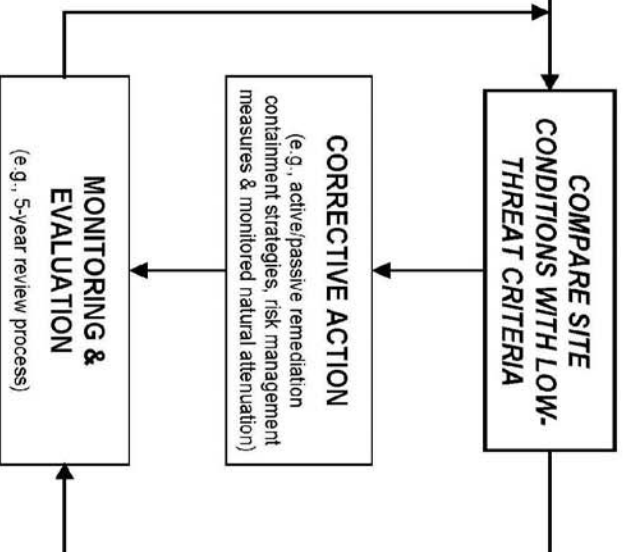 COMPARE SITE
CONDITIONS WITH LOW-
THREAT CRITERIA
CORRECTIVE ACTION
(e.g., active/passive remediation
containment strategies, risk management
measures & monitored natural attenuation)
MONITORING &
EVALUATION
(e.g., 5-year review process)